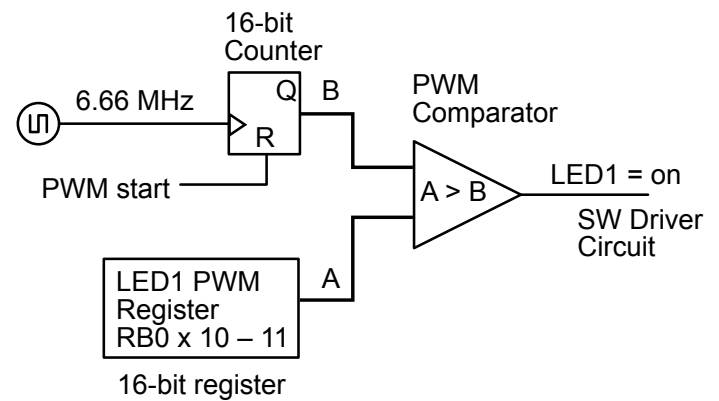 16-bit
Counter
6.66 MHz
Q
B
R
PWM start
PWM
Comparator
A > B
LED1 = on
SW Driver
Circuit
LED1 PWM
Register
RB0 x 10 – 11
A
16-bit register